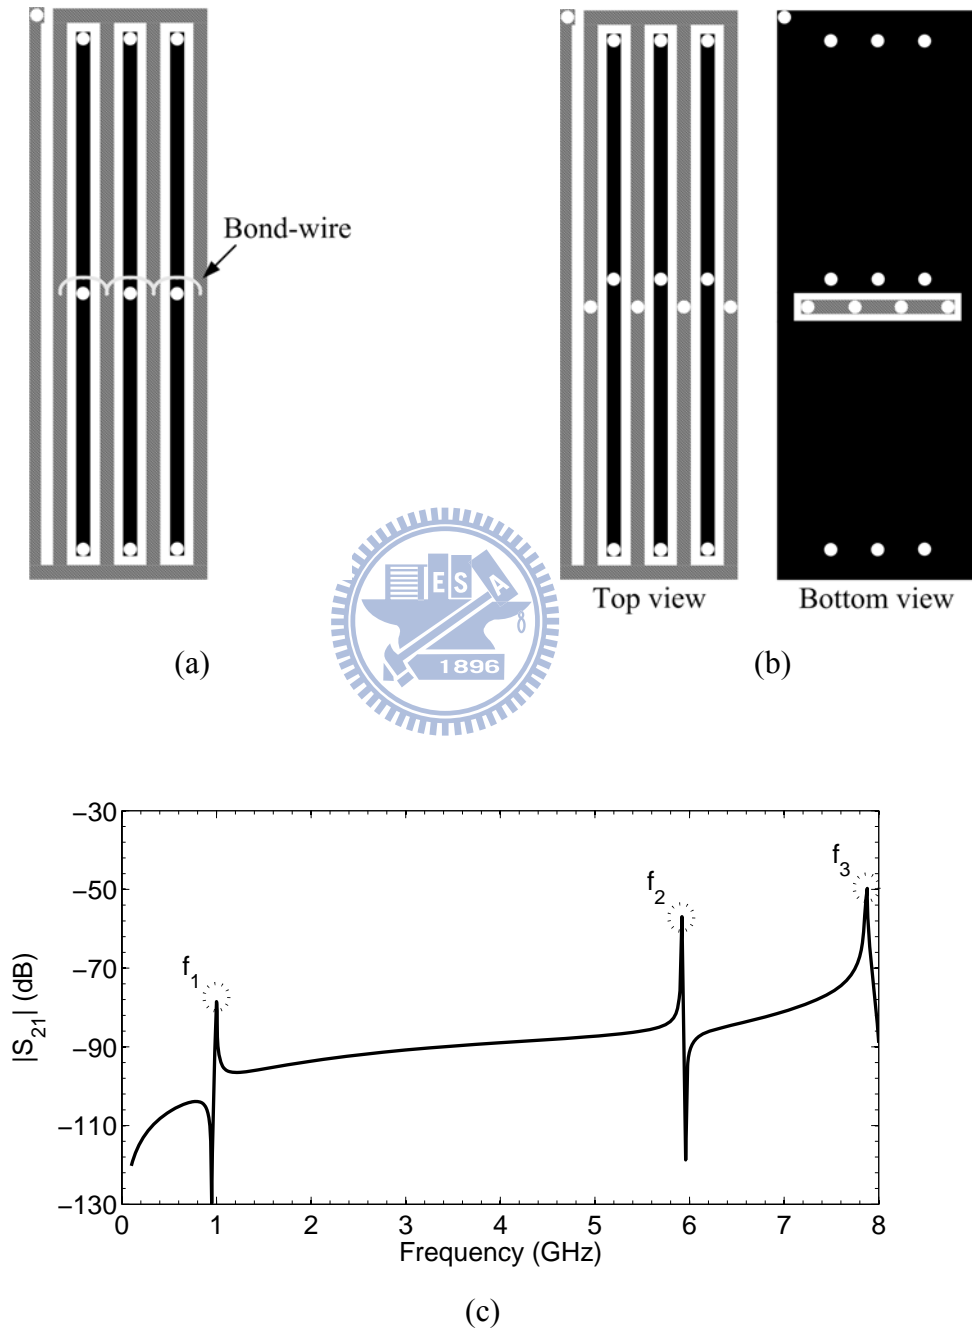 Bond-wire
Top view
Bottom view
(a)
(b)
E S A
1896
−30
−50
−70
−90
−110
−130
|S21| (dB)
f1
f2
f3
0 1 2 3 4 5 6 7 8
Frequency (GHz)
(c)